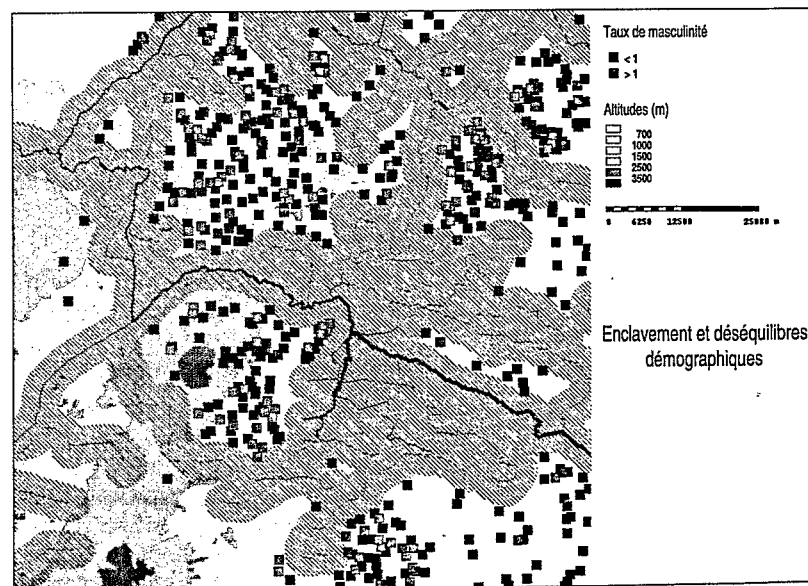 Taux de masculinité
< 1
> 1
Altitudes (m)
700
1000
1500
2500
3500
0 6250 12500 25000 m
Enclavement et déséquilibres
démographiques